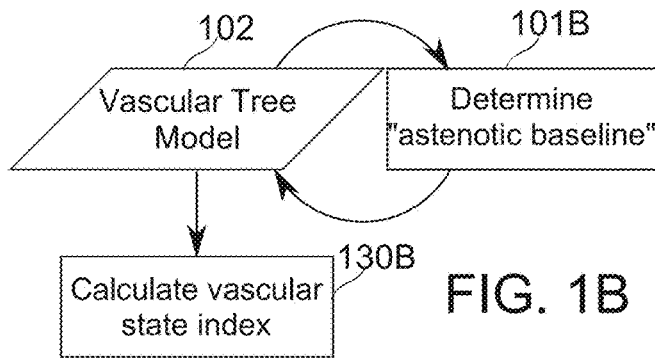 102
101B
Vascular Tree
Model
Determine
"astenotic baseline"
130B
Calculate vascular
state index
FIG. 1B